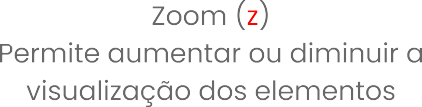 Zoom (z)
Permite aumentar ou diminuir a
visualização dos elementos